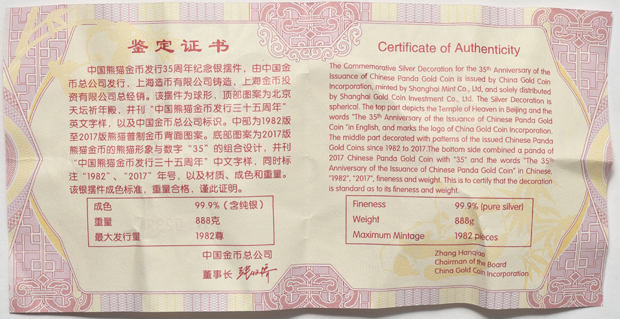 鉴定证书
中国熊猫金币发行35周年纪念银摆件，由中国金
币总公司发行，上海造币有限公司铸造，上海金币投
资有限公司总经销。该摆件为球形，顶部图案为北京
天坛祈年殿，并刊“中国熊猫金币发行三十五周年”
英文字样，以及中国金币总公司标识。中部为1982版
至2017版熊猫普制金币背面图案。底部图案为2017版
熊猫金币的熊猫形象与数字“35”的组合设计，并刊
“中国熊猫金币发行三十五周年”中文字样，同时标
注“1982”、“2017”年号，以及材质、成色和重量。
该银摆件成色标准，重量合格，谨此证明。
成色 99.9%（含纯银）
重量 888克
最大发行量 1982尊
中国金币总公司
董事长
Certificate of Authenticity
The Commemorative Silver Decoration for the 35th Anniversary of the
Issuance of Chinese Panda Gold Coin is issued by China Gold Coin
Incorporation, minted by Shanghai Mint Co., Ltd, and solely distributed
by Shanghai Gold Coin Investment Co., Ltd. The Silver Decoration is
spherical. The top part depicts the Temple of Heaven in Beijing and the
words "The 35th Anniversary of the Issuance of Chinese Panda Gold
Coin "in English, and marks the logo of China Gold Coin Incorporation.
The middle part decorated with patterns of the issued Chinese Panda
Gold Coins since 1982 to 2017.The bottom side combined a panda of
2017 Chinese Panda Gold Coin with "35" and the words "The 35th
Anniversary of the Issuance of Chinese Panda Gold Coin" in Chinese,
"1982", "2017", fineness and weight. This is to certify that the decoration
is standard as to its fineness and weight.
Fineness 99.9% (pure silver)
Weight 888g
Maximum Mintage 1982 pieces
Zhang Hanqiao
Chairman of the Board
China Gold Coin Incorporation